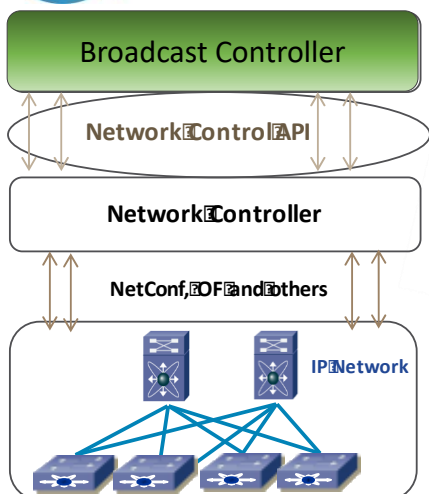 Broadcast Controller
Network Control API
Network Controller
NetConf, OF and others
IP Network